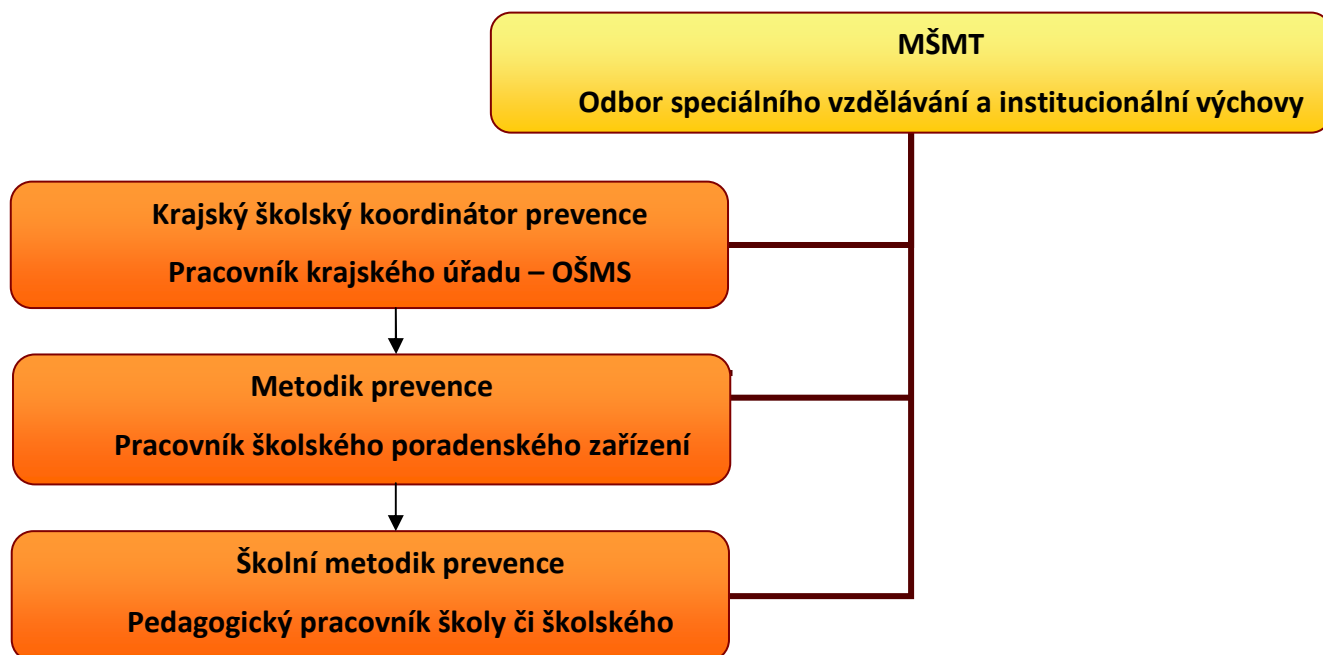 MŠMT
Odbor speciálního vzdělávání a institucionální výchovy
Krajský školský koordinátor prevence
Pracovník krajského úřadu – OŠMS
Metodik prevence
Pracovník školského poradenského zařízení
Školní metodik prevence
Pedagogický pracovník školy či školského